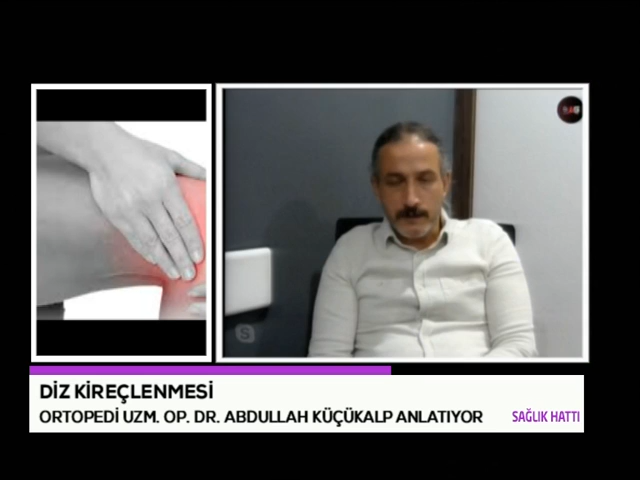 DİZ KİREÇLENMESİ
ORTOPEDİ UZM. OP. DR. ABDULLAH KÜÇÜKALP ANLATIYOR
SAĞLIK HATTI